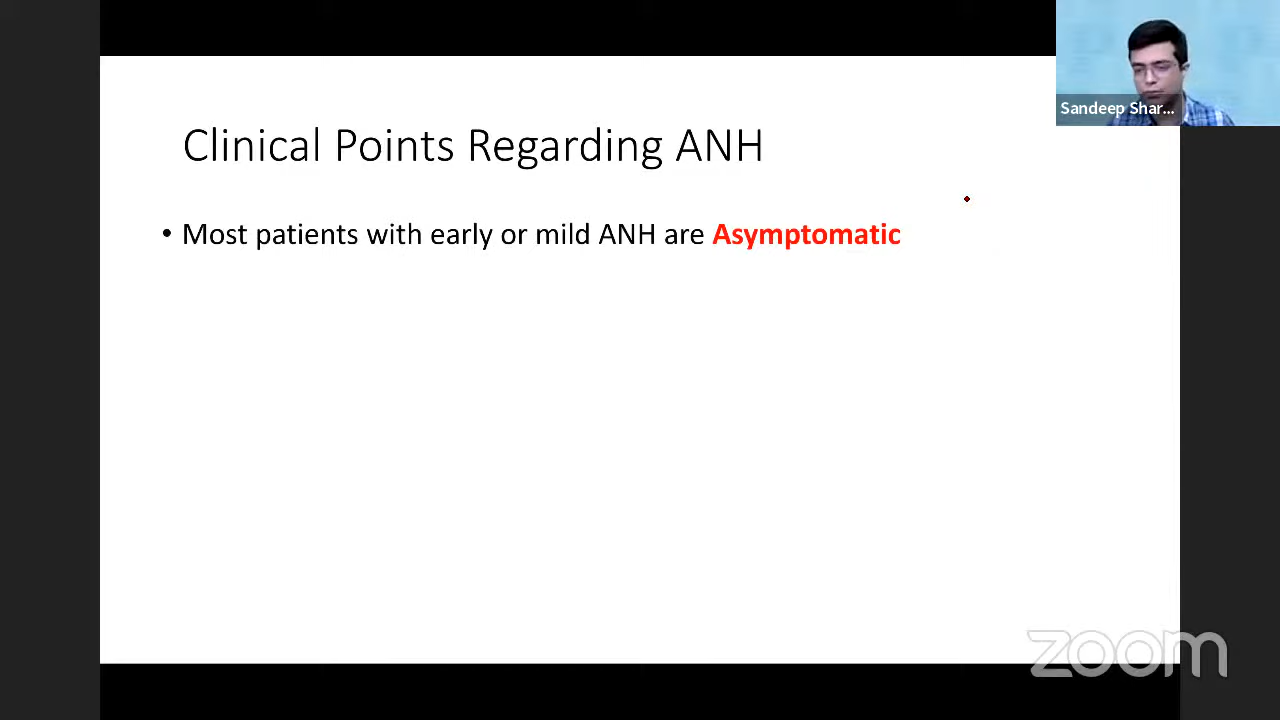 Sandeep Shar...
Clinical Points Regarding ANH
• Most patients with early or mild ANH are Asymptomatic
zoom